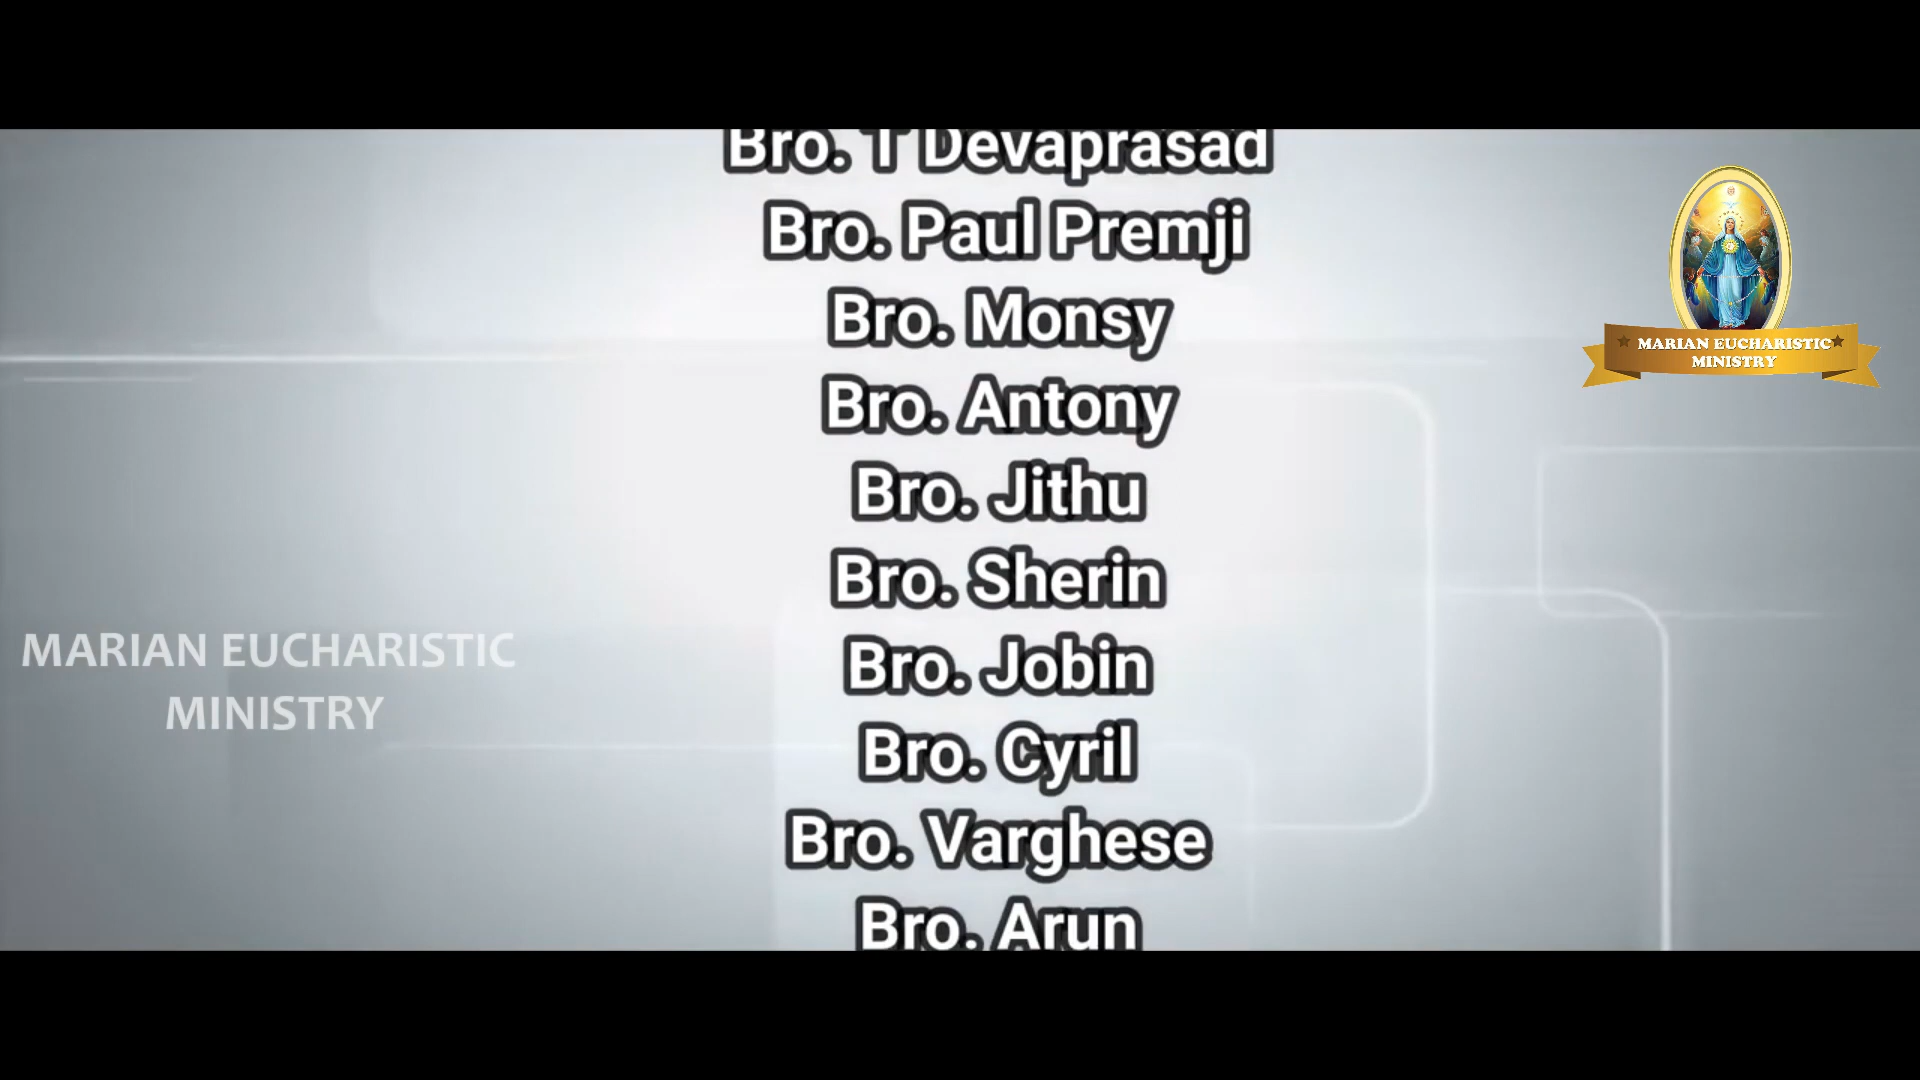 Bro. T Devaprasad
Bro. Paul Premji
Bro. Monsy
Bro. Antony
Bro. Jithu
Bro. Sherin
Bro. Jobin
Bro. Cyril
Bro. Varghese
Bro. Arun
MARIAN EUCHARISTIC
MINISTRY
MARIAN EUCHARISTIC
MINISTRY